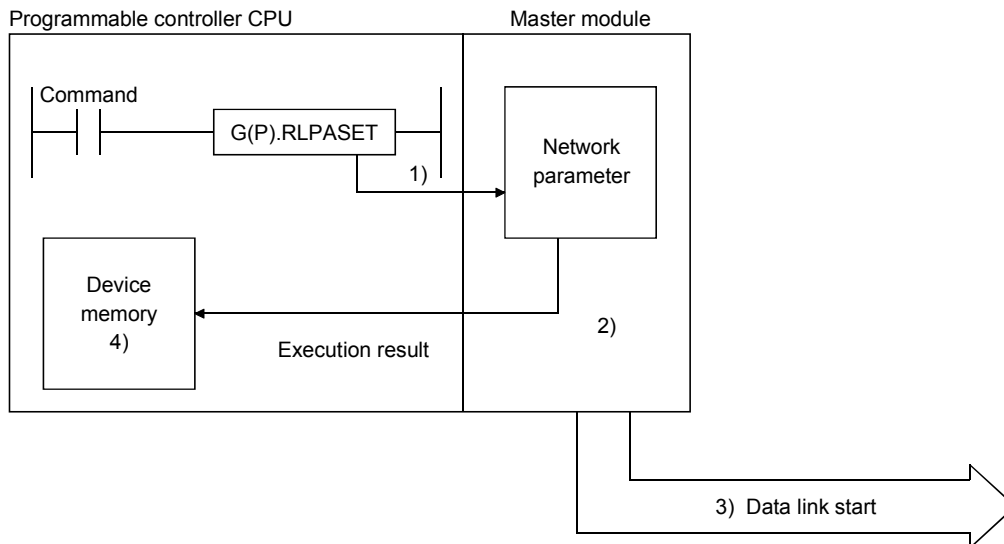 Programmable controller CPU
Master module
Command
G(P).RLPASET
1)
Network
parameter
Device
memory
4)
2)
Execution result
3) Data link start